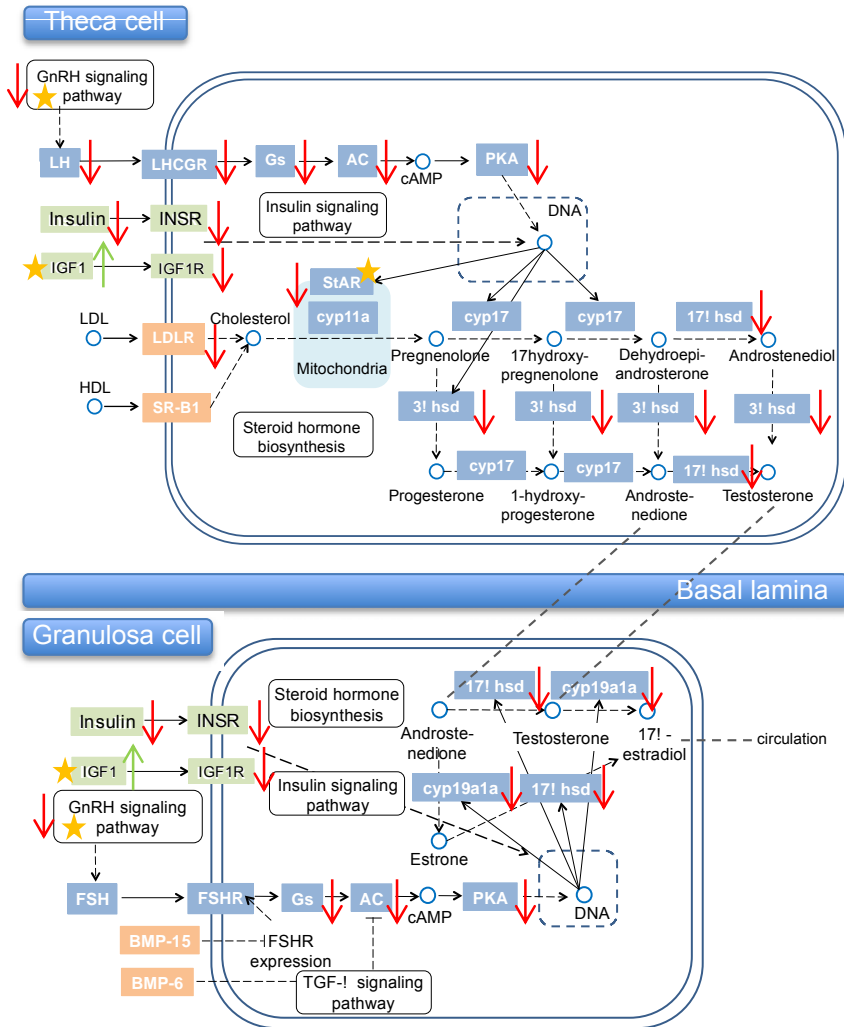 Theca cell
GnRH signaling
pathway
LH
LHCGR
Gs
AC
cAMP
PKA
DNA
Insulin
INSR
Insulin signaling
pathway
IGF1
IGF1R
StAR
cyp11a
Mitochondria
LDL
LDLR
Cholesterol
HDL
SR-B1
Steroid hormone
biosynthesis
cyp17
cyp17
17! hsd
Pregnenolone
17hydroxy-
pregnenolone
Dehydroepi-
androsterone
Androstenediol
3! hsd
3! hsd
3! hsd
3! hsd
cyp17
cyp17
17! hsd
Progesterone
1-hydroxy-
progesterone
Androste-
nedione
Testosterone
Basal lamina
Granulosa cell
Steroid hormone
biosynthesis
17! hsd
cyp19a1a
Androste-
nedione
Testosterone
17! -
estradiol
circulation
Insulin
INSR
IGF1
IGF1R
Insulin signaling
pathway
cyp19a1a
17! hsd
GnRH signaling
pathway
Estrone
FSH
FSHR
Gs
AC
cAMP
PKA
DNA
BMP-15
FSHR
expression
BMP-6
TGF-! signaling
pathway